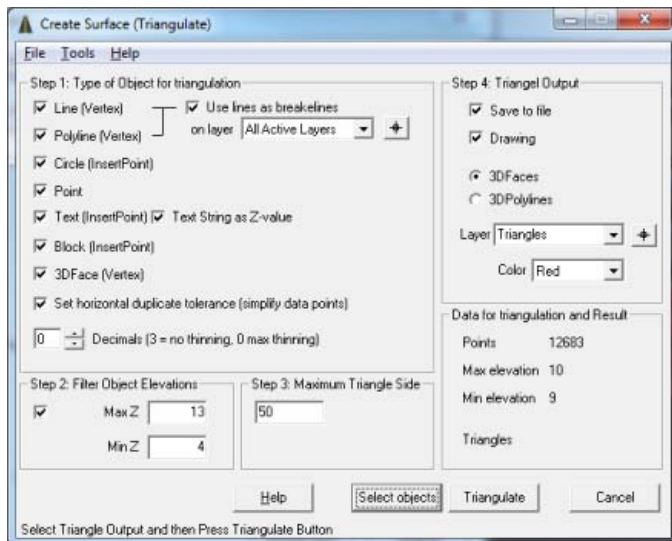 Create Surface (Triangulate)
File Tools Help
Step 1: Type of Object for triangulation
Line (Vertex)
Use lines as breakelines
Polyline (Vertex)
on layer All Active Layers
Circle (InsertPoint)
Point
Text (InsertPoint) Text String as Z-value
Block (InsertPoint)
3DFace (Vertex)
Set horizontal duplicate tolerance (simplify data points)
0 Decimals (3 = no thinning, 0 max thinning)
Step 2: Filter Object Elevations
Max Z 13
Min Z 4
Step 3: Maximum Triangle Side
50
Step 4: Triangel Output
Save to file
Drawing
3DFaces
3DPolylines
Layer Triangles
Color Red
Data for triangulation and Result
Points 12683
Max elevation 10
Min elevation 9
Triangles
Help Select objects Triangulate Cancel
Select Triangle Output and then Press Triangulate Button